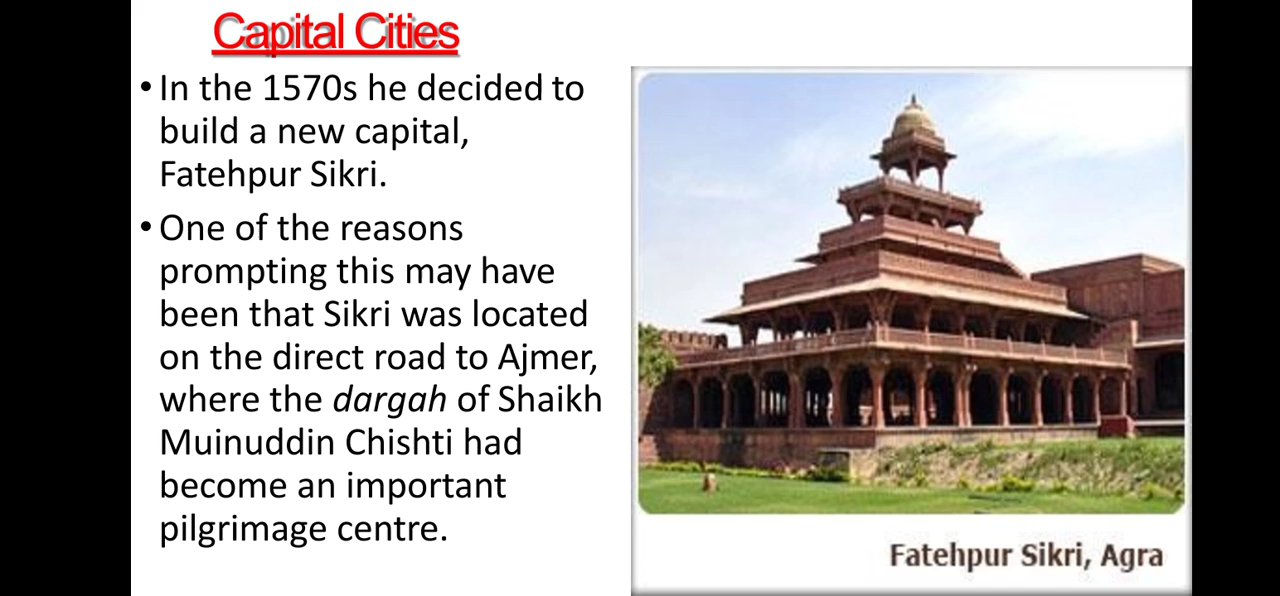 Capital Cities
• In the 1570s he decided to
build a new capital,
Fatehpur Sikri.
• One of the reasons
prompting this may have
been that Sikri was located
on the direct road to Ajmer,
where the dargah of Shaikh
Muinuddin Chishti had
become an important
pilgrimage centre.
Fatehpur Sikri, Agra